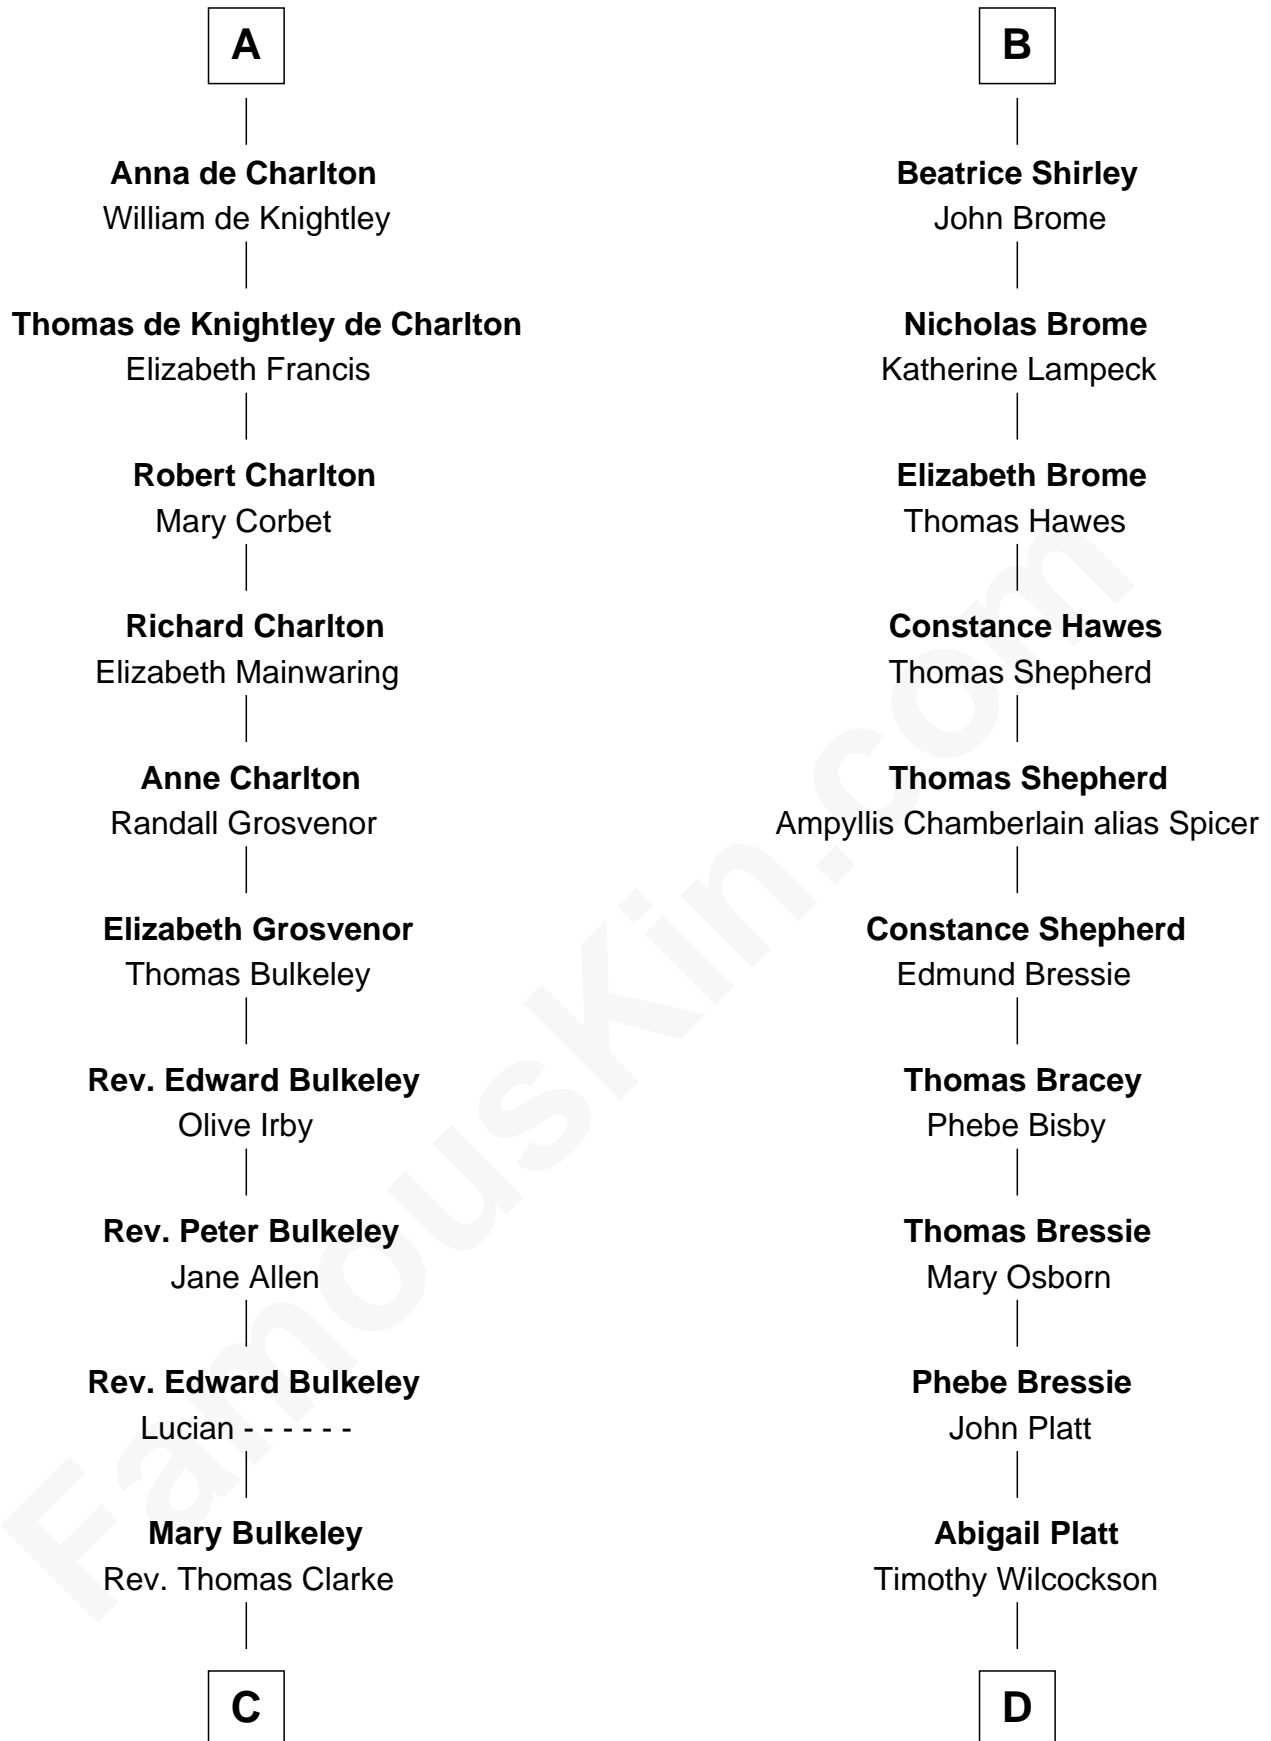 A
Anna de Charlton
William de Knightley
Thomas de Knightley de Charlton
Elizabeth Francis
Robert Charlton
Mary Corbet
Richard Charlton
Elizabeth Mainwaring
Anne Charlton
Randall Grosvenor
Elizabeth Grosvenor
Thomas Bulkeley
Rev. Edward Bulkeley
Olive Irby
Rev. Peter Bulkeley
Jane Allen
Rev. Edward Bulkeley
Lucian - - - - - -
Mary Bulkeley
Rev. Thomas Clarke
C
B
Beatrice Shirley
John Brome
Nicholas Brome
Katherine Lampeck
Elizabeth Brome
Thomas Hawes
Constance Hawes
Thomas Shepherd
Thomas Shepherd
Ampyllis Chamberlain alias Spicer
Constance Shepherd
Edmund Bressie
Thomas Bracey
Phebe Bisby
Thomas Bressie
Mary Osborn
Phebe Bressie
John Platt
Abigail Platt
Timothy Wilcockson
D
FamousKin.com